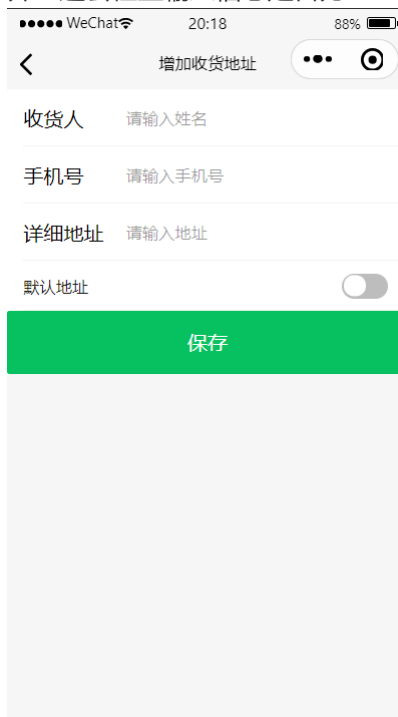 WeChat 20:18 88%
增加收货地址
收货人 请输入姓名
手机号 请输入手机号
详细地址 请输入地址
默认地址
保存